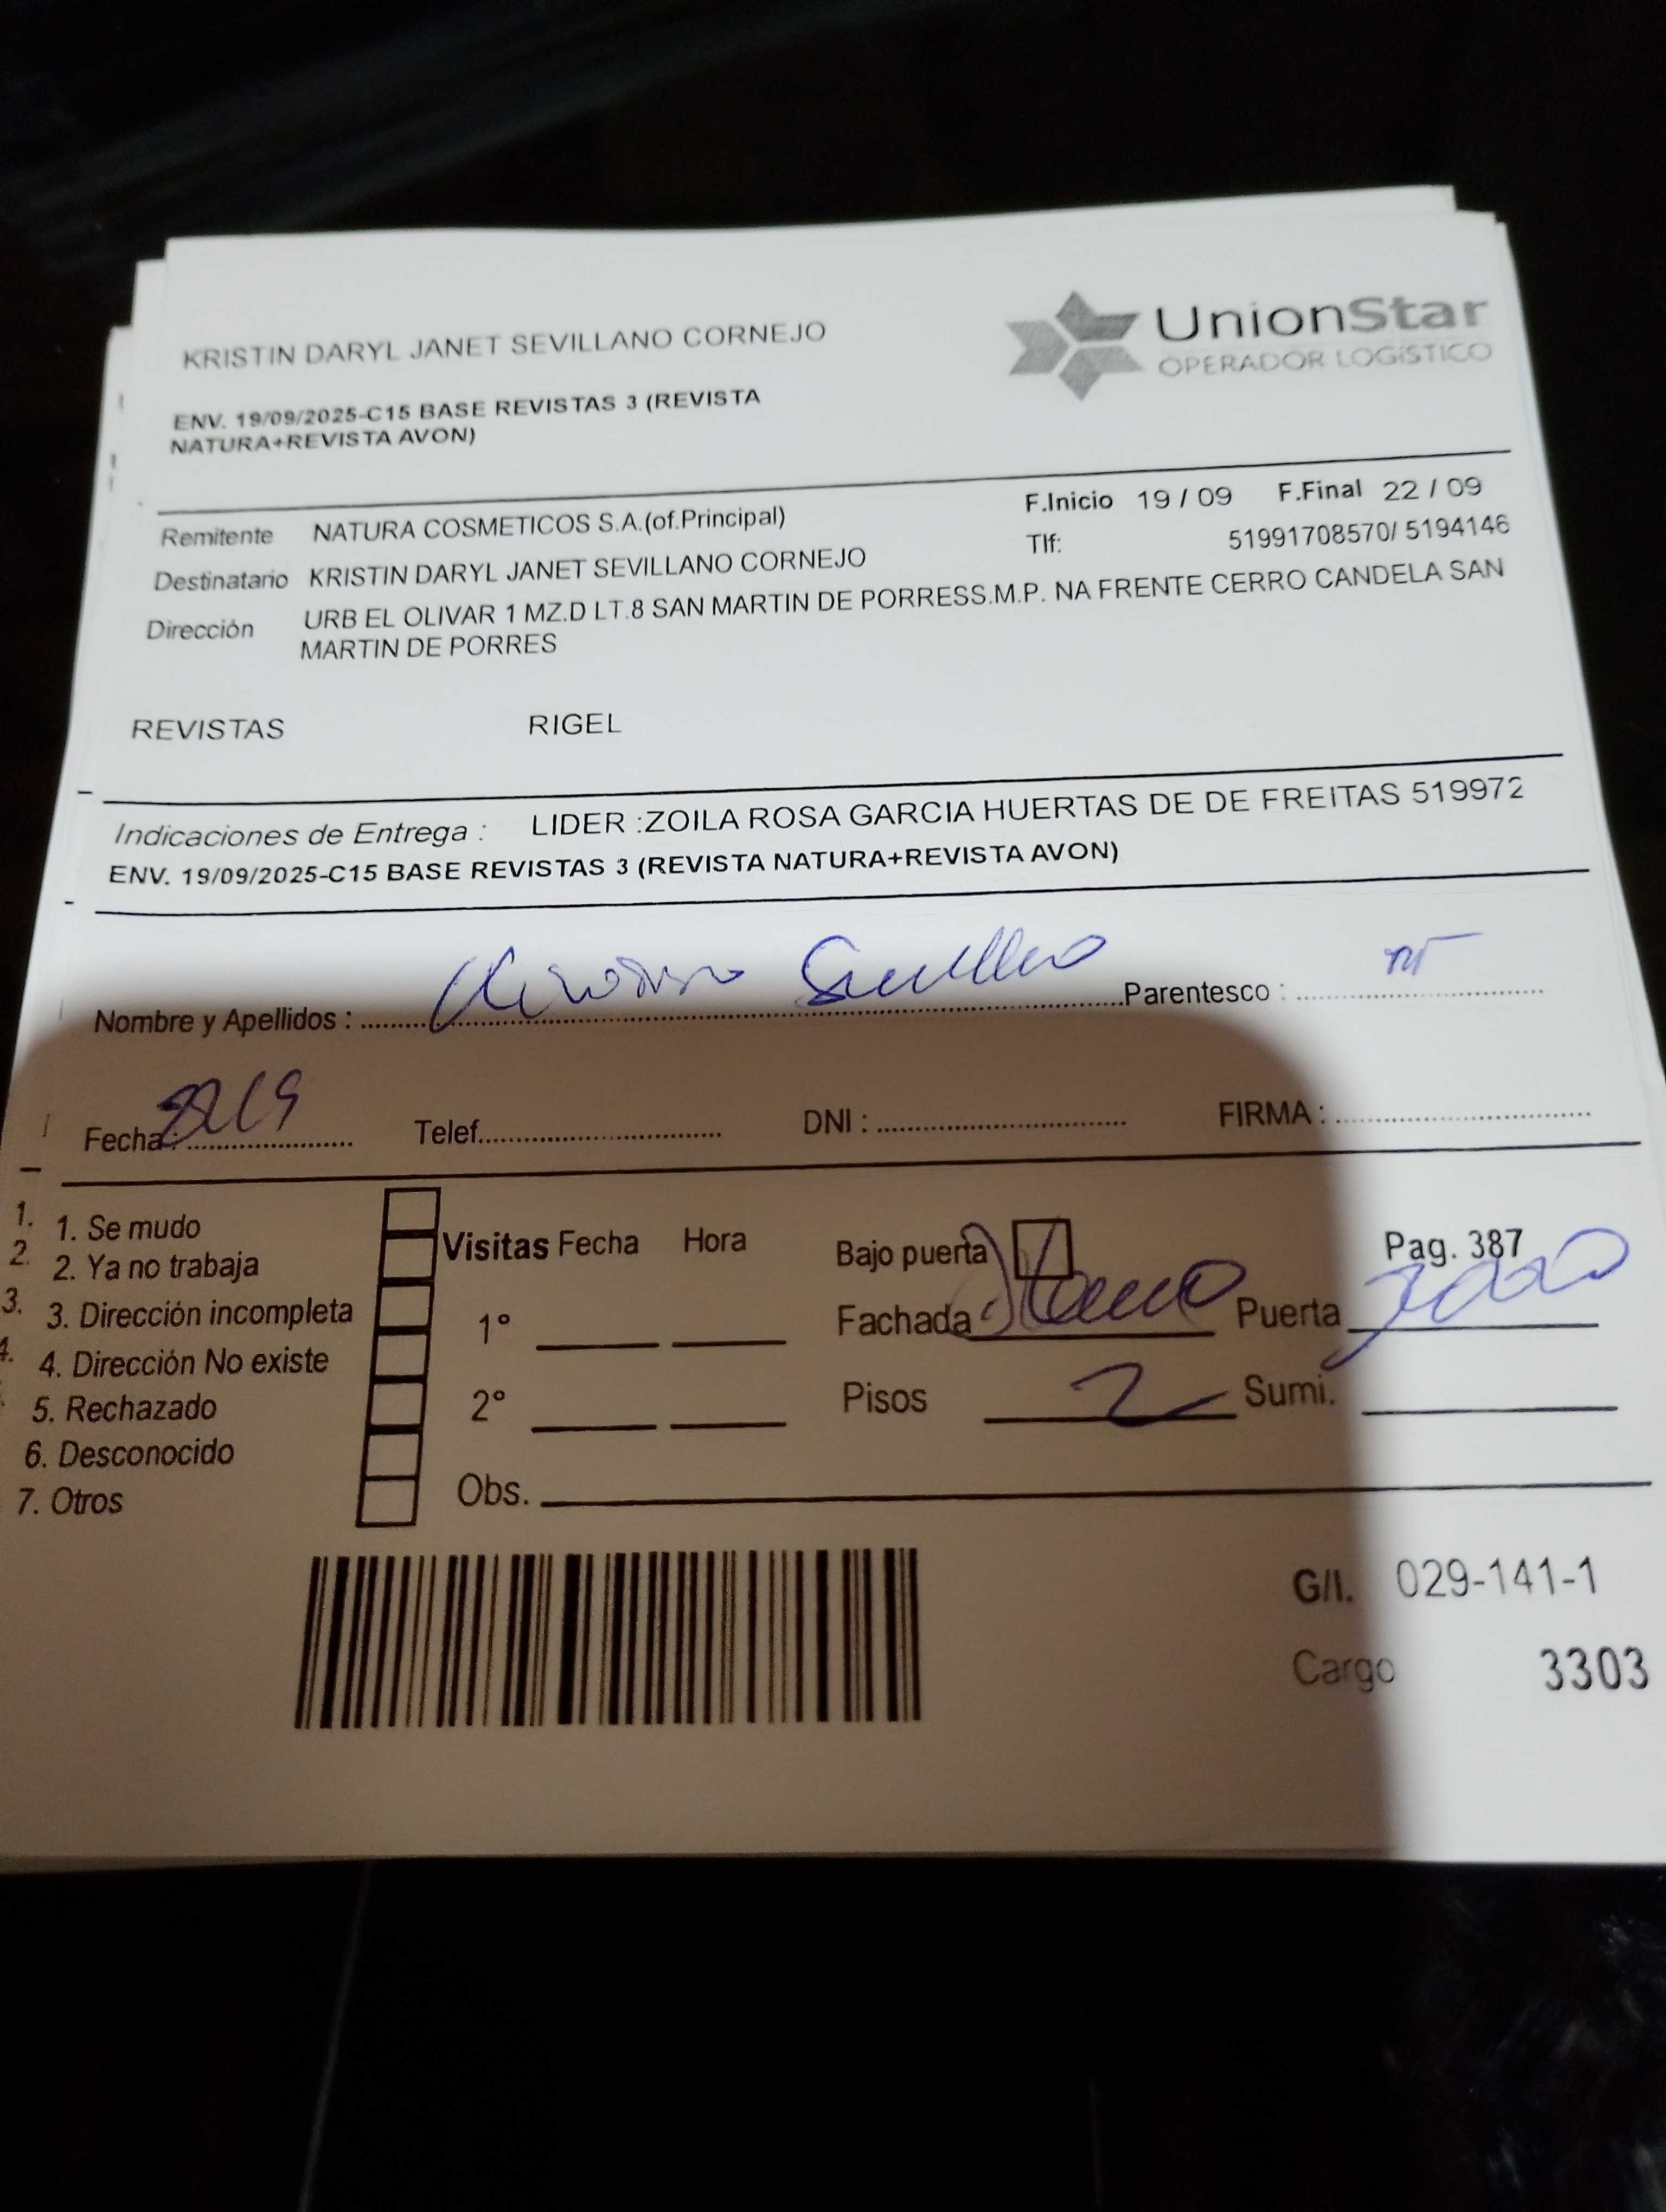 KRISTIN DARYL JANET SEVILLANO CORNEJO
UnionStar
OPERADOR LOGÍSTICO
ENV. 19/09/2025-C15 BASE REVISTAS 3 (REVISTA
NATURA+REVISTA AVON)
F.Inicio 19 / 09 F.Final 22 / 09
Remitente NATURA COSMETICOS S.A.(of.Principal)
Tlf: 51991708570/ 5194146
Destinatario KRISTIN DARYL JANET SEVILLANO CORNEJO
Dirección URB EL OLIVAR 1 MZ.D LT.8 SAN MARTIN DE PORRESS.M.P. NA FRENTE CERRO CANDELA SAN
MARTIN DE PORRES
REVISTAS RIGEL
Indicaciones de Entrega : LIDER :ZOILA ROSA GARCIA HUERTAS DE DE FREITAS 519972
ENV. 19/09/2025-C15 BASE REVISTAS 3 (REVISTA NATURA+REVISTA AVON)
Nombre y Apellidos : Parentesco :
Fecha : Telef. DNI : FIRMA :
1. 1. Se mudo
2. 2. Ya no trabaja
3. 3. Dirección incompleta
4. 4. Dirección No existe
5. Rechazado
6. Desconocido
7. Otros
Visitas Fecha Hora
1°
2°
Obs.
Bajo puerta Pag. 387
Fachada Puerta
Pisos 2 Sumi.
G/I. 029-141-1
Cargo 3303